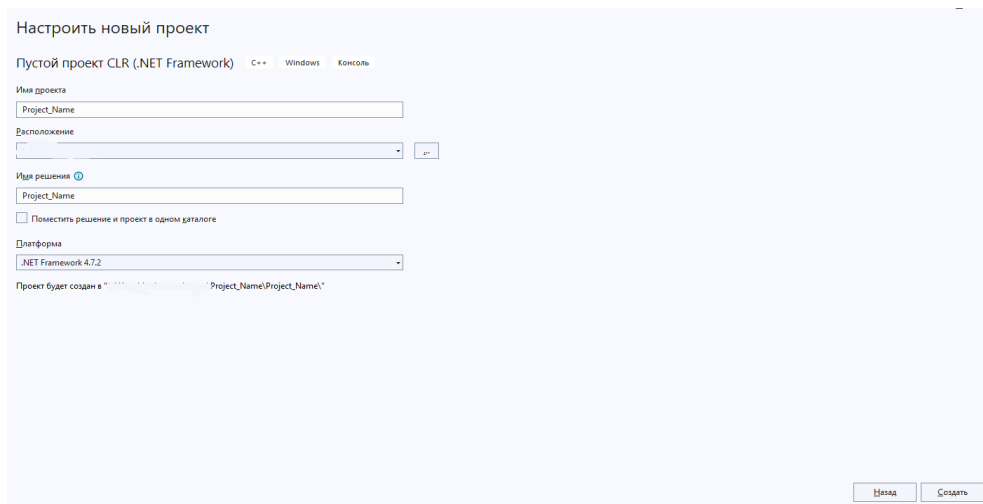 Настроить новый проект
Пустой проект CLR (.NET Framework) C++ Windows Консоль
Имя проекта
Project_Name
Расположение
...
Имя решения
Project_Name
Поместить решение и проект в одном каталоге
Платформа
.NET Framework 4.7.2
Проект будет создан в " Project_Name\Project_Name\"
Назад Создать